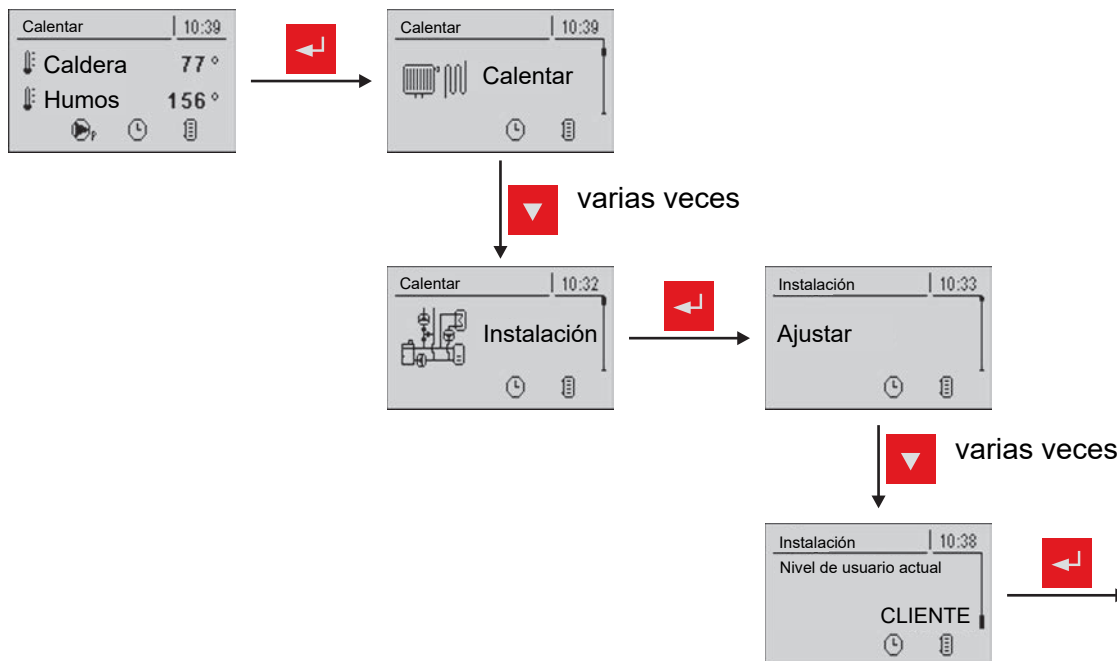 Calentar 10:39
Caldera 77°
Humos 156°
P
Calentar 10:39
Calentar
varias veces
Calentar 10:32
Instalación
Instalación 10:33
Ajustar
varias veces
Instalación 10:38
Nivel de usuario actual
CLIENTE